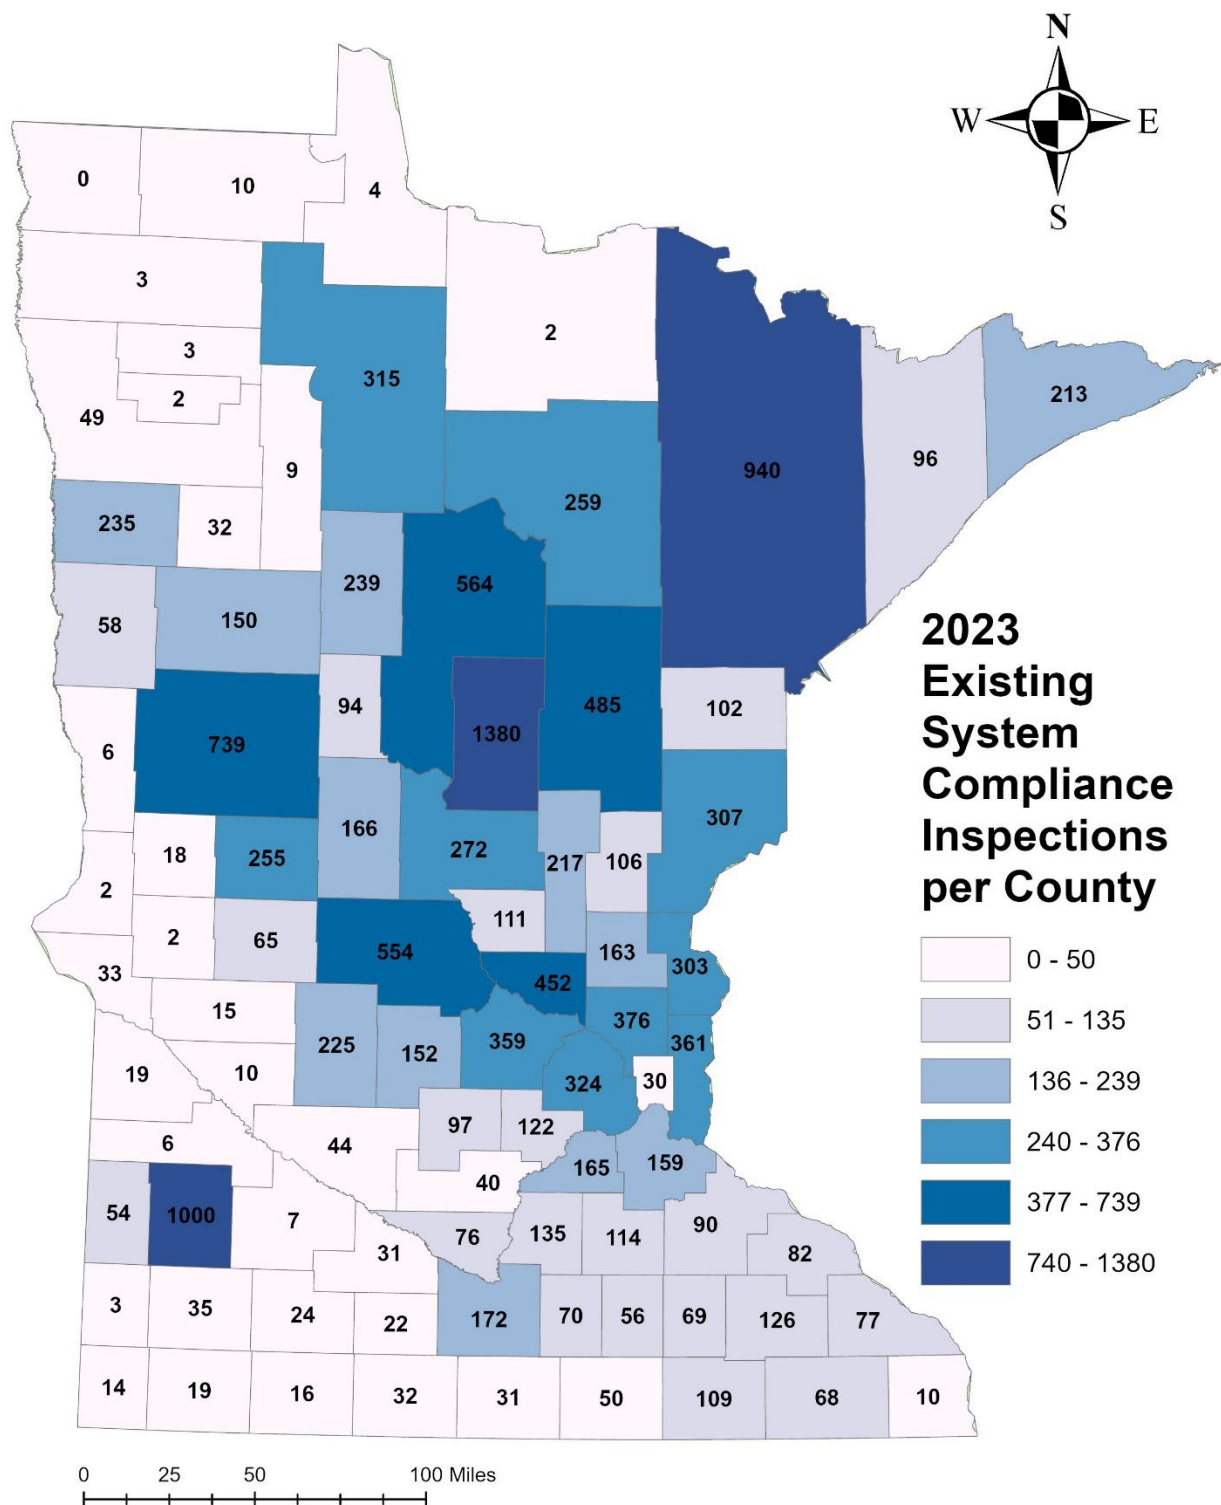 N
W E
S
0 10 4
3
3 2
315 213
49 2
9 940 96
235 32 259
239 564
58 150
94 485 102
6 739 1380
166 307
18 255 272 217 106
2 111
2 65 554 163 303
33 452
15 225 359 376 361
19 10 152 324 30
6 44 97 122
40 165 159
54 1000 7 76 135 114 90
31 82
3 35 24 22 172 70 56 69 126 77
14 19 16 32 31 50 109 68 10
2023
Existing
System
Compliance
Inspections
per County
0 - 50
51 - 135
136 - 239
240 - 376
377 - 739
740 - 1380
0 25 50 100 Miles